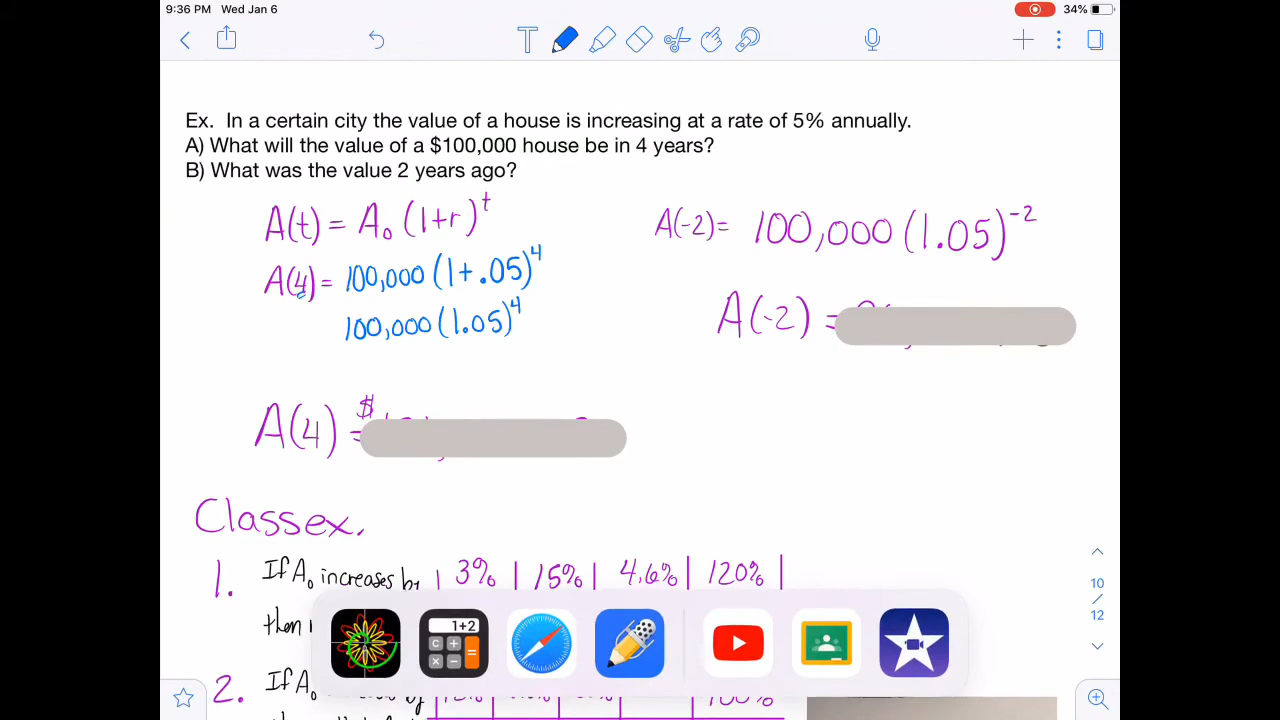 9:36 PM Wed Jan 6
34%
Ex. In a certain city the value of a house is increasing at a rate of 5% annually.
A) What will the value of a $100,000 house be in 4 years?
B) What was the value 2 years ago?
A(t) = A₀ (1+r)^t
A(4) = 100,000 (1+.05)^4
100,000 (1.05)^4
A(4) = $
A(-2) = 100,000 (1.05)^-2
A(-2) =
Classex.
1. If A₀ increases by | 3% | 15% | 4.6% | 120% |
then
2. If A₀ by 100%
10
/
12
1+2